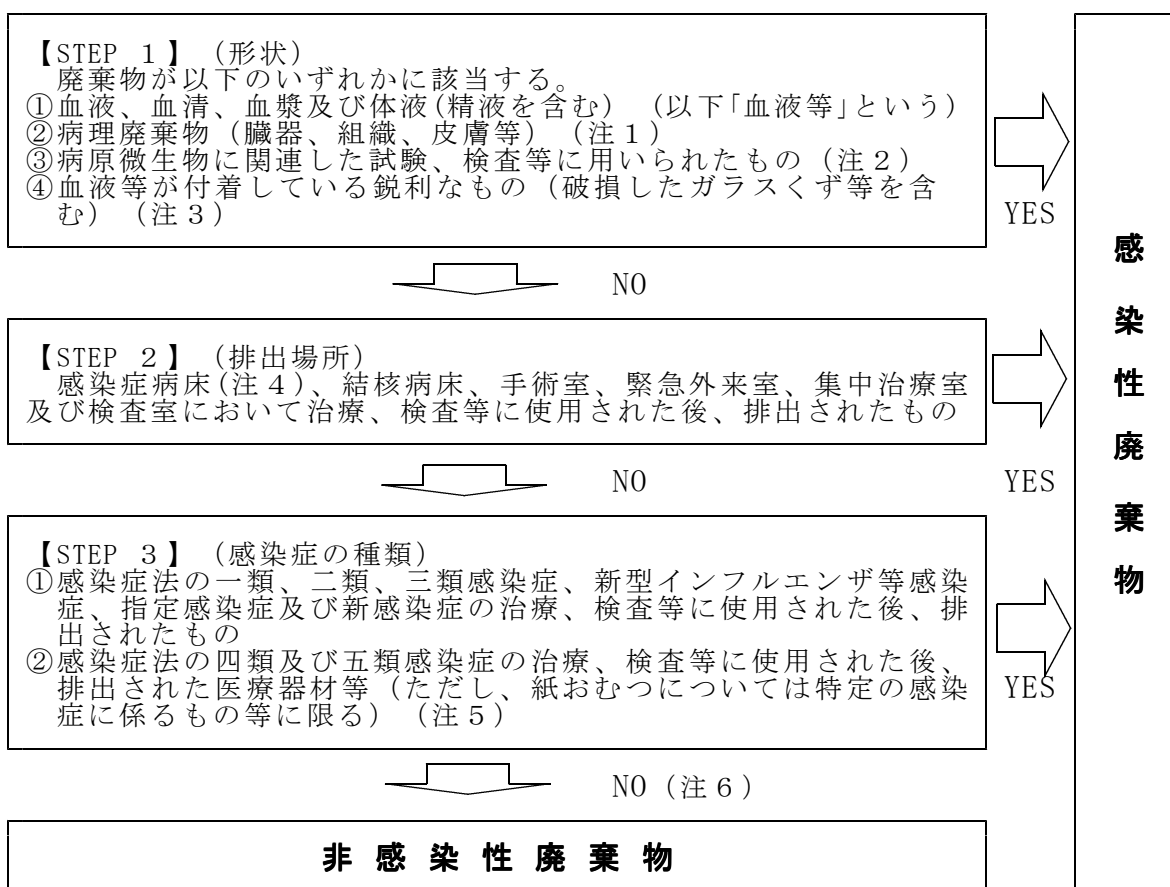 【STEP １】（形状）
廃棄物が以下のいずれかに該当する。
①血液、血清、血漿及び体液(精液を含む）（以下｢血液等｣という）
②病理廃棄物（臓器、組織、皮膚等）（注１）
③病原微生物に関連した試験、検査等に用いられたもの（注２）
④血液等が付着している鋭利なもの（破損したガラスくず等を含
む）（注３）
YES
NO
【STEP ２】（排出場所）
感染症病床(注４)、結核病床、手術室、緊急外来室、集中治療室
及び検査室において治療、検査等に使用された後、排出されたもの
YES
NO
【STEP ３】（感染症の種類）
①感染症法の一類、二類、三類感染症、新型インフルエンザ等感染
症、指定感染症及び新感染症の治療、検査等に使用された後、排
出されたもの
②感染症法の四類及び五類感染症の治療、検査等に使用された後、
排出された医療器材等（ただし、紙おむつについては特定の感染
症に係るもの等に限る）（注５）
YES
NO（注６）
非感染性廃棄物
感染性廃棄物